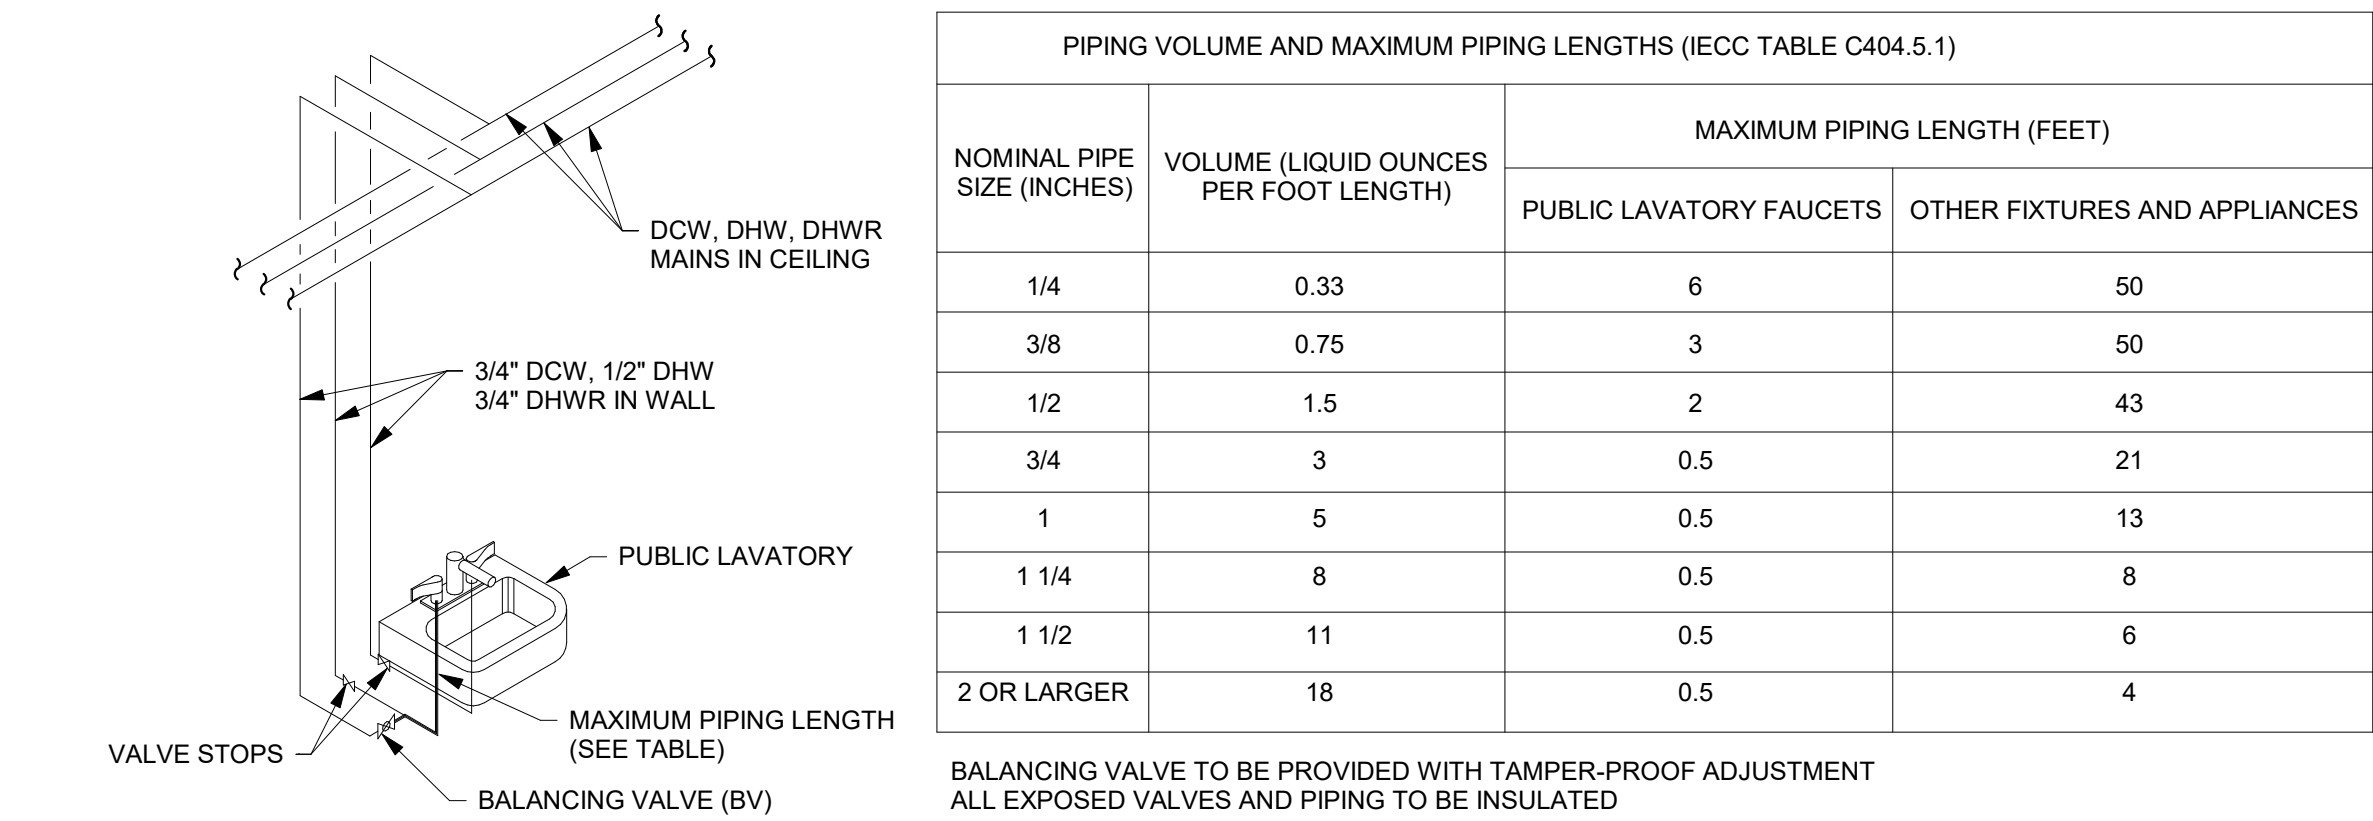 DCW, DHW, DHWR
MAINS IN CEILING
3/4" DCW, 1/2" DHW
3/4" DHWR IN WALL
PUBLIC LAVATORY
MAXIMUM PIPING LENGTH
(SEE TABLE)
VALVE STOPS
BALANCING VALVE (BV)
PIPING VOLUME AND MAXIMUM PIPING LENGTHS (IECC TABLE C404.5.1)
NOMINAL PIPE
SIZE (INCHES)
VOLUME (LIQUID OUNCES
PER FOOT LENGTH)
MAXIMUM PIPING LENGTH (FEET)
PUBLIC LAVATORY FAUCETS OTHER FIXTURES AND APPLIANCES
1/4 0.33 6 50
3/8 0.75 3 50
1/2 1.5 2 43
3/4 3 0.5 21
1 5 0.5 13
1 1/4 8 0.5 8
1 1/2 11 0.5 6
2 OR LARGER 18 0.5 4
BALANCING VALVE TO BE PROVIDED WITH TAMPER-PROOF ADJUSTMENT
ALL EXPOSED VALVES AND PIPING TO BE INSULATED